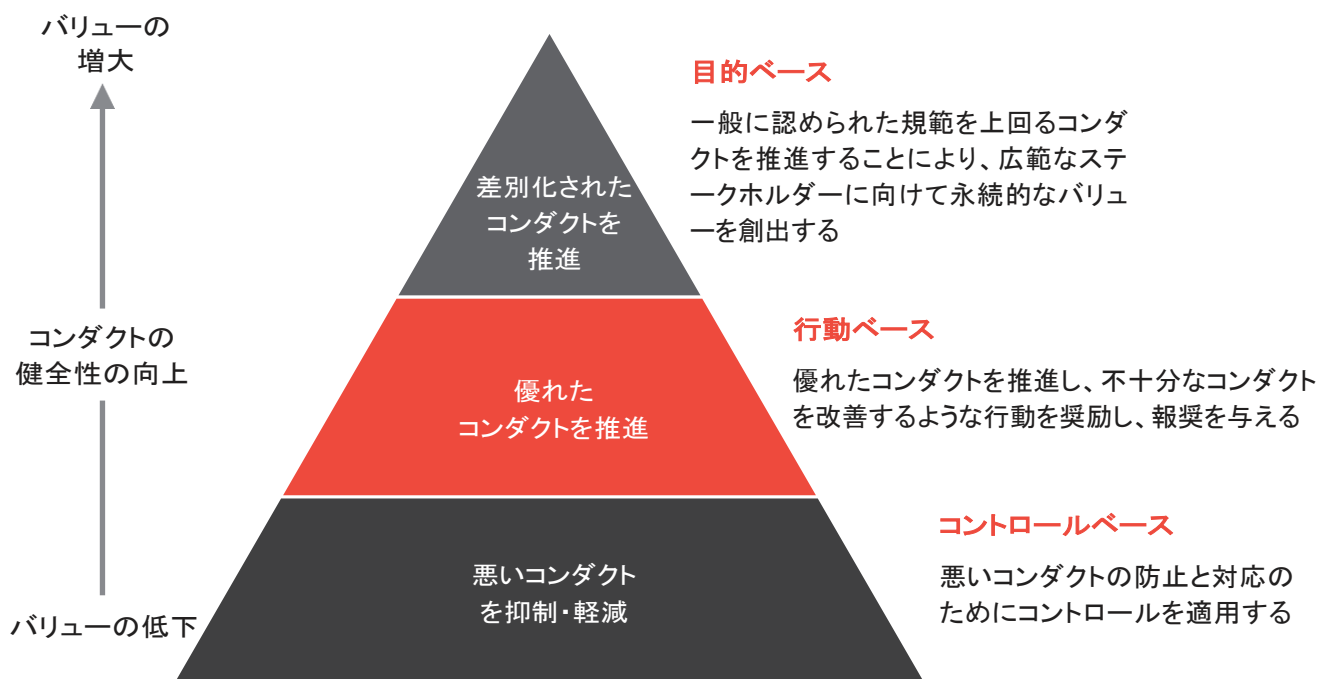 バリューの
増大
コンダクトの
健全性の向上
バリューの低下
差別化された
コンダクトを
推進
優れた
コンダクトを推進
悪いコンダクト
を抑制・軽減
目的ベース
一般に認められた規範を上回るコンダ
クトを推進することにより、広範なステ
ークホルダーに向けて永続的なバリュ
ーを創出する
行動ベース
優れたコンダクトを推進し、不十分なコンダクト
を改善するような行動を奨励し、報奨を与える
コントロールベース
悪いコンダクトの防止と対応の
ためにコントロールを適用する